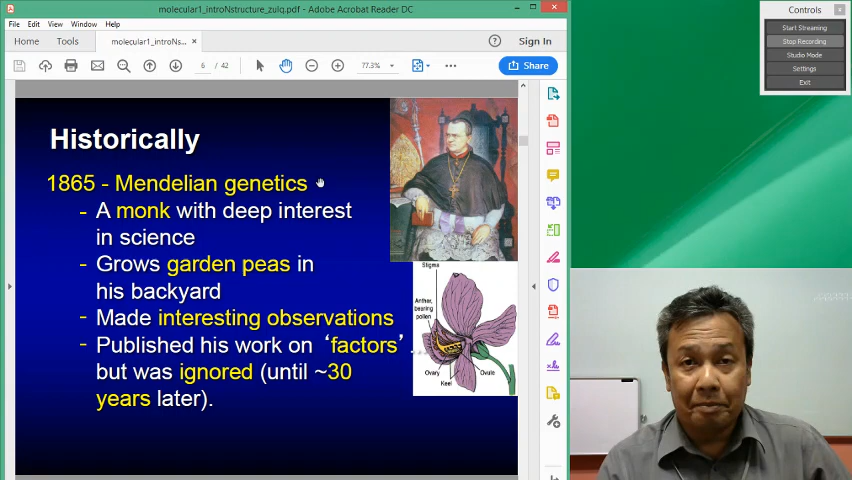 molecular1_introNstructure_zulq.pdf - Adobe Acrobat Reader DC
File Edit View Window Help
Home Tools molecular1_introNs... × Sign In
6 / 42 77.3% Share
Historically
1865 - Mendelian genetics
- A monk with deep interest
in science
- Grows garden peas in
his backyard
- Made interesting observations
- Published his work on ‘factors’ ...
but was ignored (until ~30
years later).
Stigma
Anther,
bearing
pollen
Ovary
Ovule
Keel
Controls
Start Streaming
Stop Recording
Studio Mode
Settings
Exit